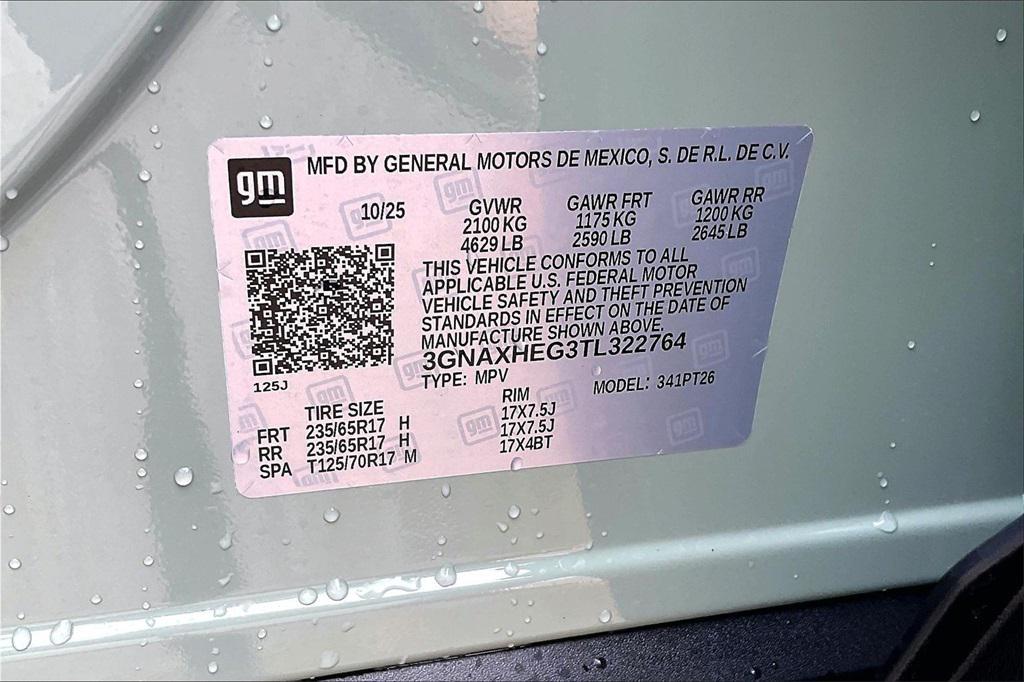 gm
MFD BY GENERAL MOTORS DE MEXICO, S. DE R.L. DE C.V.
10/25
GVWR GAWR FRT GAWR RR
2100 KG 1175 KG 1200 KG
4629 LB 2590 LB 2645 LB
THIS VEHICLE CONFORMS TO ALL
APPLICABLE U.S. FEDERAL MOTOR
VEHICLE SAFETY AND THEFT PREVENTION
STANDARDS IN EFFECT ON THE DATE OF
MANUFACTURE SHOWN ABOVE.
3GNAXHEG3TL322764
TYPE: MPV MODEL: 341PT26
125J
TIRE SIZE RIM
FRT 235/65R17 H 17X7.5J
RR 235/65R17 H 17X7.5J
SPA T125/70R17 M 17X4BT